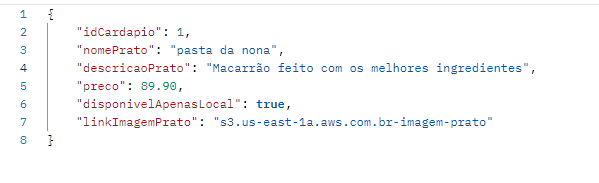 1 {
2 "idCardapio": 1,
3 "nomePrato": "pasta da nona",
4 "descricaoPrato": "Macarrão feito com os melhores ingredientes",
5 "preco": 89.90,
6 "disponivelApenasLocal": true,
7 "linkImagemPrato": "s3.us-east-1a.aws.com.br-imagem-prato"
8 }